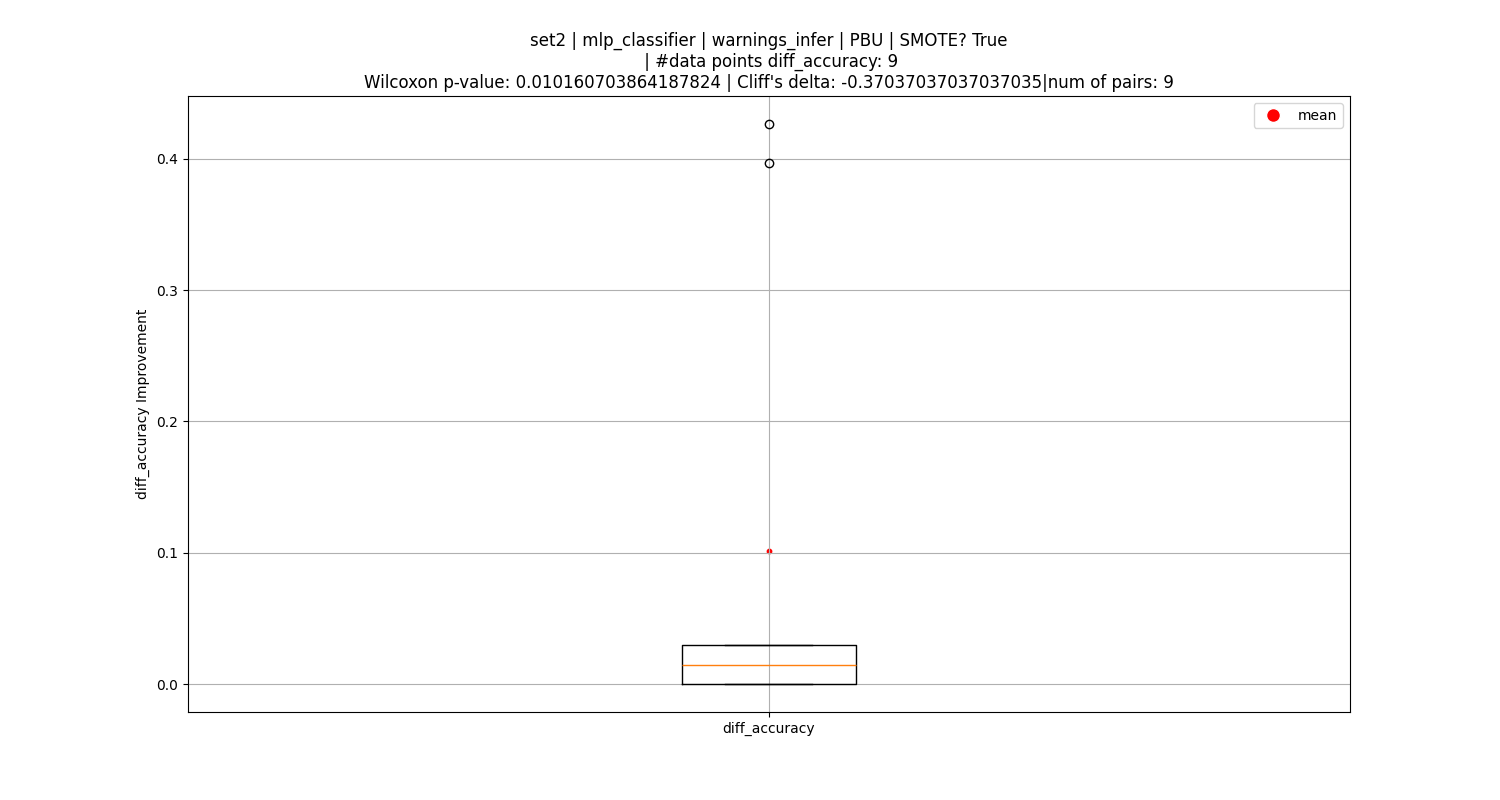 set2 | mlp_classifier | warnings_infer | PBU | SMOTE? True
| #data points diff_accuracy: 9
Wilcoxon p-value: 0.010160703864187824 | Cliff's delta: -0.37037037037037035|num of pairs: 9
mean
0.4
0.3
0.2
0.1
0.0
diff_accuracy Improvement
diff_accuracy